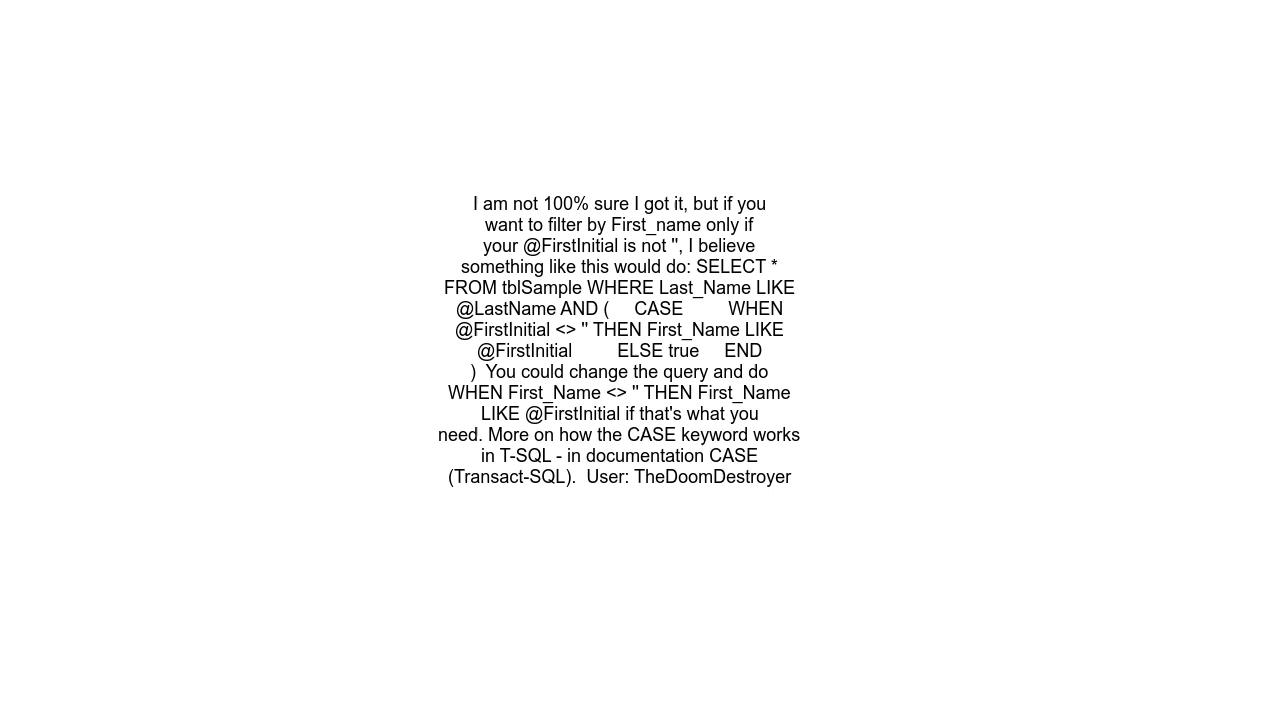 I am not 100% sure I got it, but if you
want to filter by First_name only if
your @FirstInitial is not '', I believe
something like this would do: SELECT *
FROM tblSample WHERE Last_Name LIKE
@LastName AND (     CASE         WHEN
@FirstInitial <> '' THEN First_Name LIKE
@FirstInitial         ELSE true     END
)  You could change the query and do
WHEN First_Name <> '' THEN First_Name
LIKE @FirstInitial if that's what you
need. More on how the CASE keyword works
in T-SQL - in documentation CASE
(Transact-SQL).  User: TheDoomDestroyer